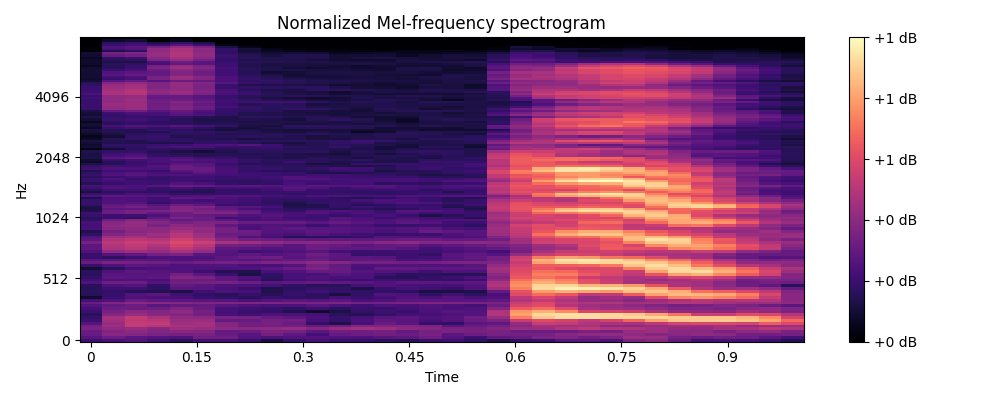 Normalized Mel-frequency spectrogram
Hz
4096
2048
1024
512
0
0 0.15 0.3 0.45 0.6 0.75 0.9
Time
+1 dB
+1 dB
+1 dB
+0 dB
+0 dB
+0 dB